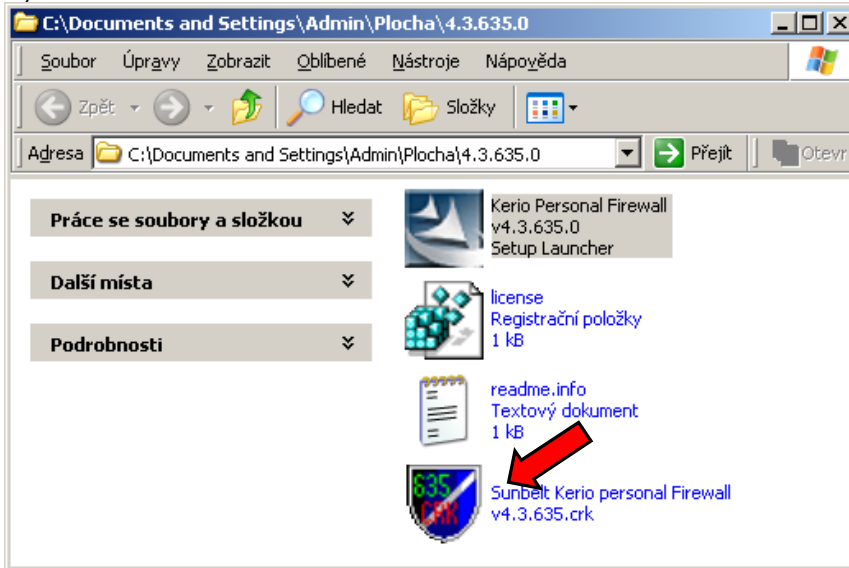 C:\Documents and Settings\Admin\Plocha\4.3.635.0
Soubor Úpravy Zobrazit Oblíbené Nástroje Nápověda
Zpět Hledat Složky
Adresa C:\Documents and Settings\Admin\Plocha\4.3.635.0 Přejít Otevř
Práce se soubory a složkou
Další místa
Podrobnosti
Kerio Personal Firewall
v4.3.635.0
Setup Launcher
license
Registrační položky
1 kB
readme.info
Textový dokument
1 kB
635
CRK
Sunbelt Kerio personal Firewall
v4.3.635.crk